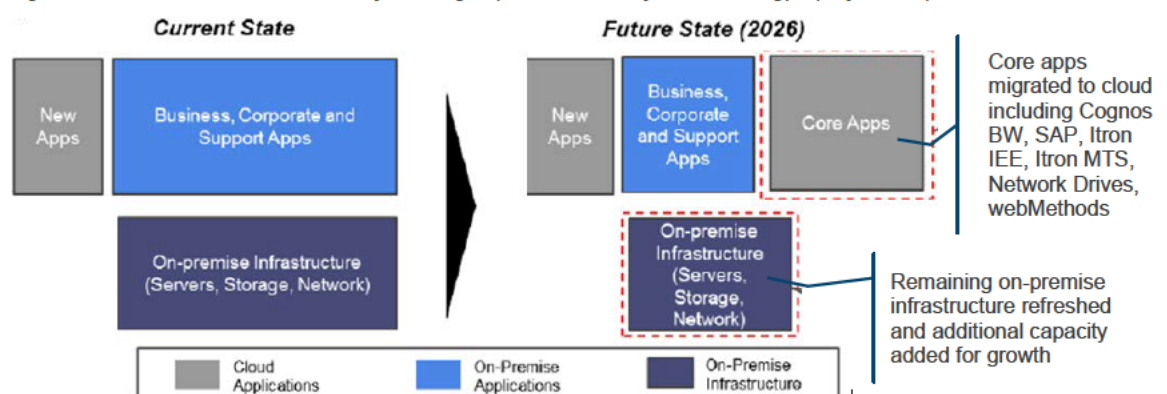 Current State
Future State (2026)
New
Apps
Business, Corporate and
Support Apps
On-premise Infrastructure
(Servers, Storage, Network)
New
Apps
Business,
Corporate
and Support
Apps
Core Apps
On-premise
Infrastructure
(Servers,
Storage,
Network)
Core apps
migrated to cloud
including Cognos
BW, SAP, Itron
IEE, Itron MTS,
Network Drives,
webMethods
Remaining on-premise
infrastructure refreshed
and additional capacity
added for growth
Cloud
Applications
On-Premise
Applications
On-Premise
Infrastructure